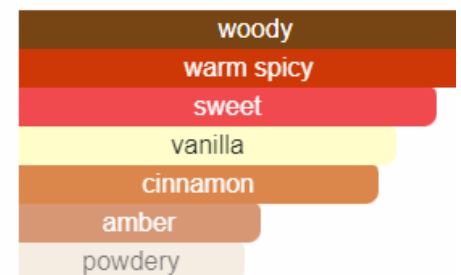 woody
warm spicy
sweet
vanilla
cinnamon
amber
powdery